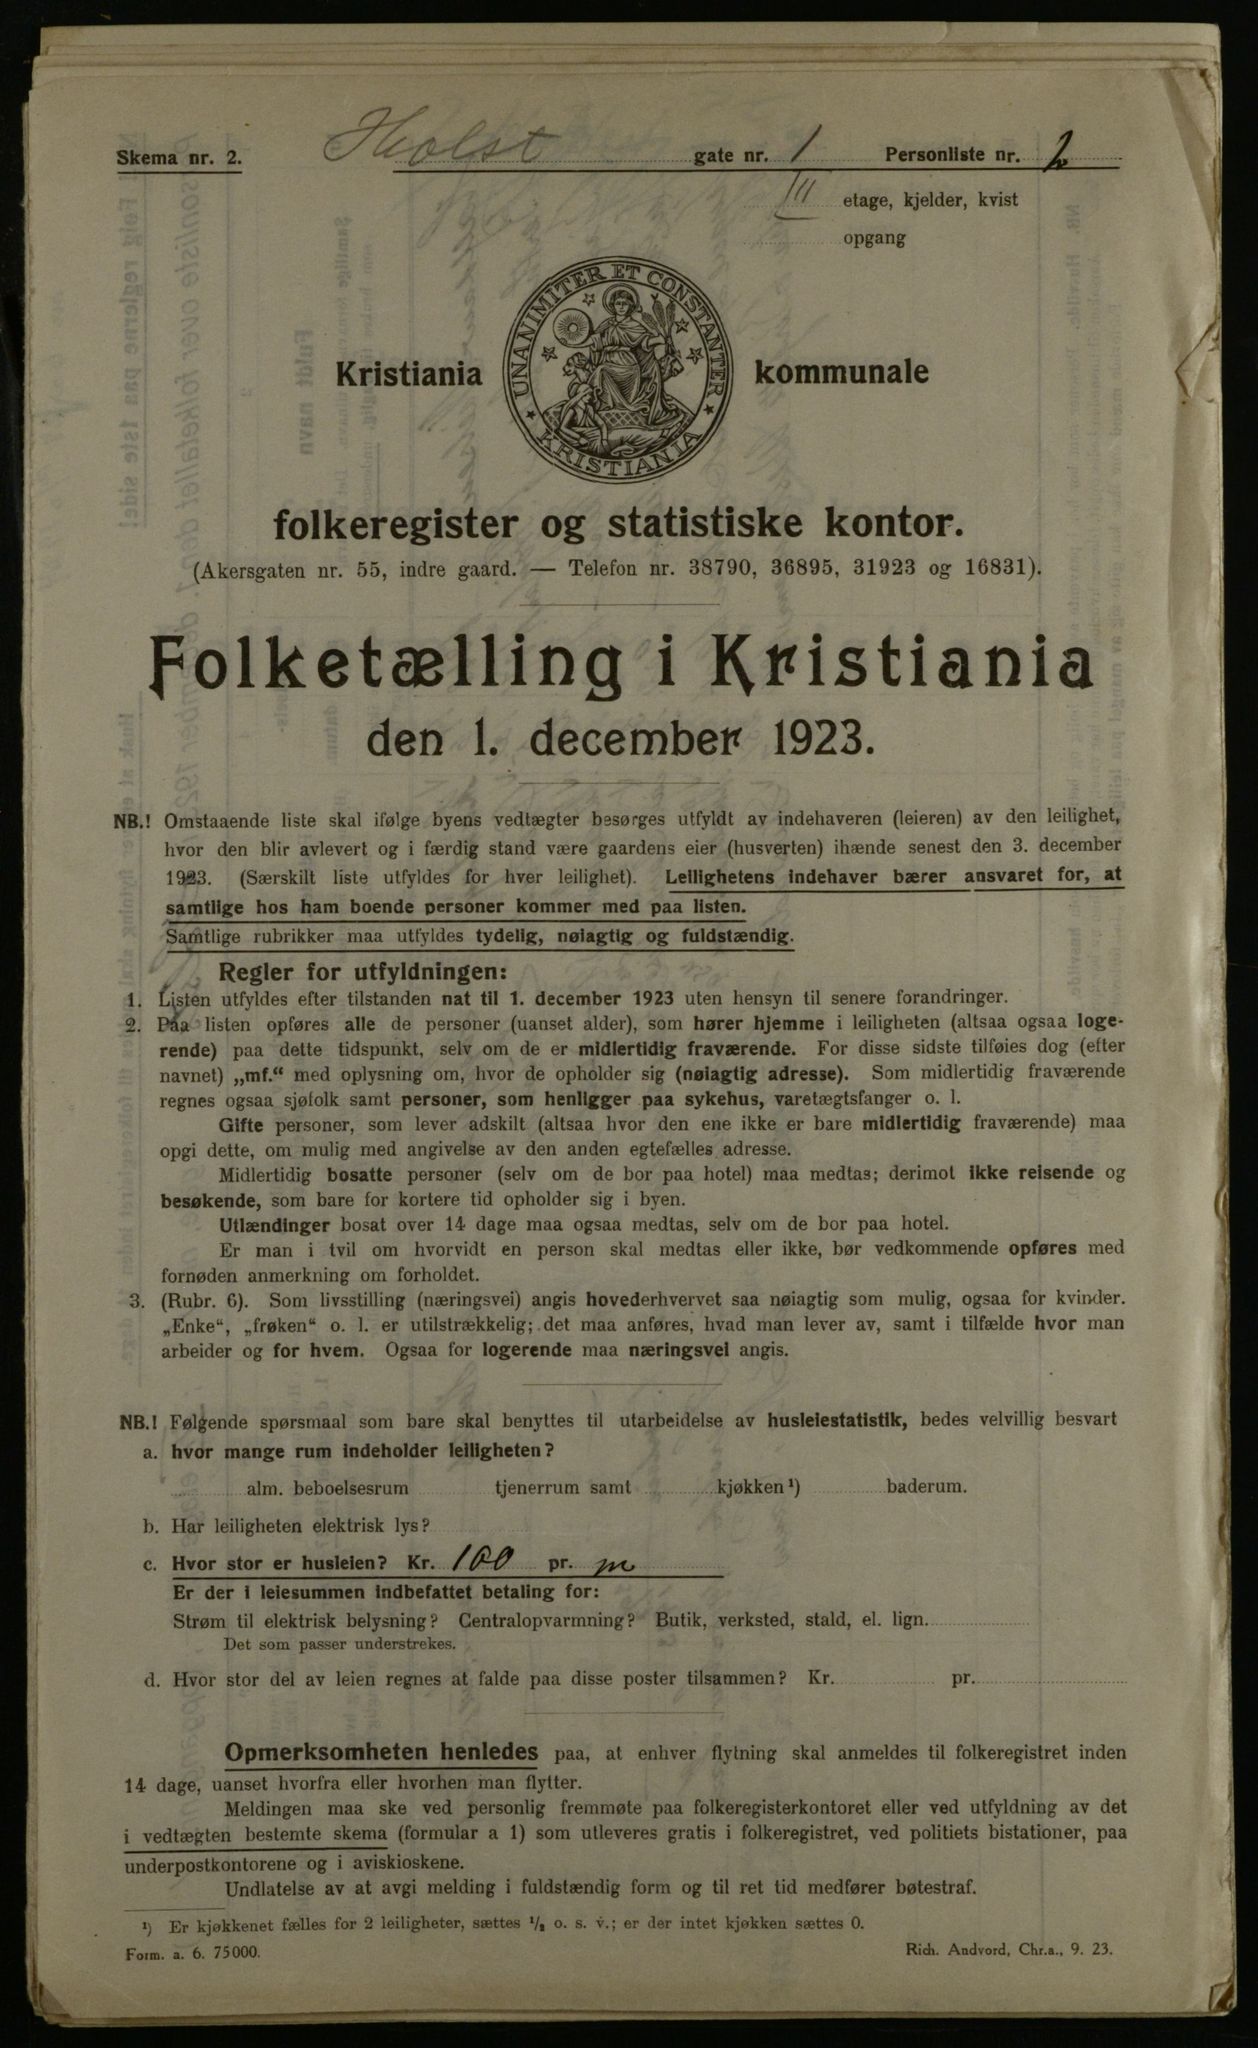 Skema nr. 2. Holst gate nr. 1 Personliste nr. 2
III etage, kjelder, kvist
opgang
UNANIMITER ET CONSTANTER
KRISTIANIA
Kristiania kommunale
folkeregister og statistiske kontor.
(Akersgaten nr. 55, indre gaard. — Telefon nr. 38790, 36895, 31923 og 16831).
Folketælling i Kristiania
den 1. december 1923.
NB.! Omstaaende liste skal ifølge byens vedtægter besørges utfyldt av indehaveren (leieren) av den leilighet,
hvor den blir avlevert og i færdig stand være gaardens eier (husverten) ihænde senest den 3. december
1923. (Særskilt liste utfyldes for hver leilighet). Leilighetens indehaver bærer ansvaret for, at
samtlige hos ham boende personer kommer med paa listen.
Samtlige rubrikker maa utfyldes tydelig, nøiagtig og fuldstændig.
Regler for utfyldningen:
1. Listen utfyldes efter tilstanden nat til 1. december 1923 uten hensyn til senere forandringer.
2. Paa listen opføres alle de personer (uanset alder), som hører hjemme i leiligheten (altsaa ogsaa loge-
rende) paa dette tidspunkt, selv om de er midlertidig fraværende. For disse sidste tilføies dog (efter
navnet) „mf.“ med oplysning om, hvor de opholder sig (nøiagtig adresse). Som midlertidig fraværende
regnes ogsaa sjøfolk samt personer, som henligger paa sykehus, varetægtsfanger o. l.
Gifte personer, som lever adskilt (altsaa hvor den ene ikke er bare midlertidig fraværende) maa
opgi dette, om mulig med angivelse av den anden egtefælles adresse.
Midlertidig bosatte personer (selv om de bor paa hotel) maa medtas; derimot ikke reisende og
besøkende, som bare for kortere tid opholder sig i byen.
Utlændinger bosat over 14 dage maa ogsaa medtas, selv om de bor paa hotel.
Er man i tvil om hvorvidt en person skal medtas eller ikke, bør vedkommende opføres med
fornøden anmerkning om forholdet.
3. (Rubr. 6). Som livsstilling (næringsvei) angis hovederhvervet saa nøiagtig som mulig, ogsaa for kvinder.
„Enke“, „frøken“ o. l. er utilstrækkelig; det maa anføres, hvad man lever av, samt i tilfælde hvor man
arbeider og for hvem. Ogsaa for logerende maa næringsvei angis.
NB.! Følgende spørsmaal som bare skal benyttes til utarbeidelse av husleiestatistik, bedes velvillig besvart
a. hvor mange rum indeholder leiligheten?
alm. beboelsesrum tjenerrum samt kjøkken ¹) baderum.
b. Har leiligheten elektrisk lys?
c. Hvor stor er husleien? Kr. 100 pr. m
Er der i leiesummen indbefattet betaling for:
Strøm til elektrisk belysning? Centralopvarmning? Butik, verksted, stald, el. lign.
Det som passer understrekes.
d. Hvor stor del av leien regnes at falde paa disse poster tilsammen? Kr. pr.
Opmerksomheten henledes paa, at enhver flytning skal anmeldes til folkeregistret inden
14 dage, uanset hvorfra eller hvorhen man flytter.
Meldingen maa ske ved personlig fremmøte paa folkeregisterkontoret eller ved utfyldning av det
i vedtægten bestemte skema (formular a 1) som utleveres gratis i folkeregistret, ved politiets bistationer, paa
underpostkontorene og i aviskioskene.
Undlatelse av at avgi melding i fuldstændig form og til ret tid medfører bøtestraf.
¹) Er kjøkkenet fælles for 2 leiligheter, sættes ½ o. s. v.; er der intet kjøkken sættes 0.
Form. a. 6. 75000. Rich. Andvord, Chr.a., 9. 23.